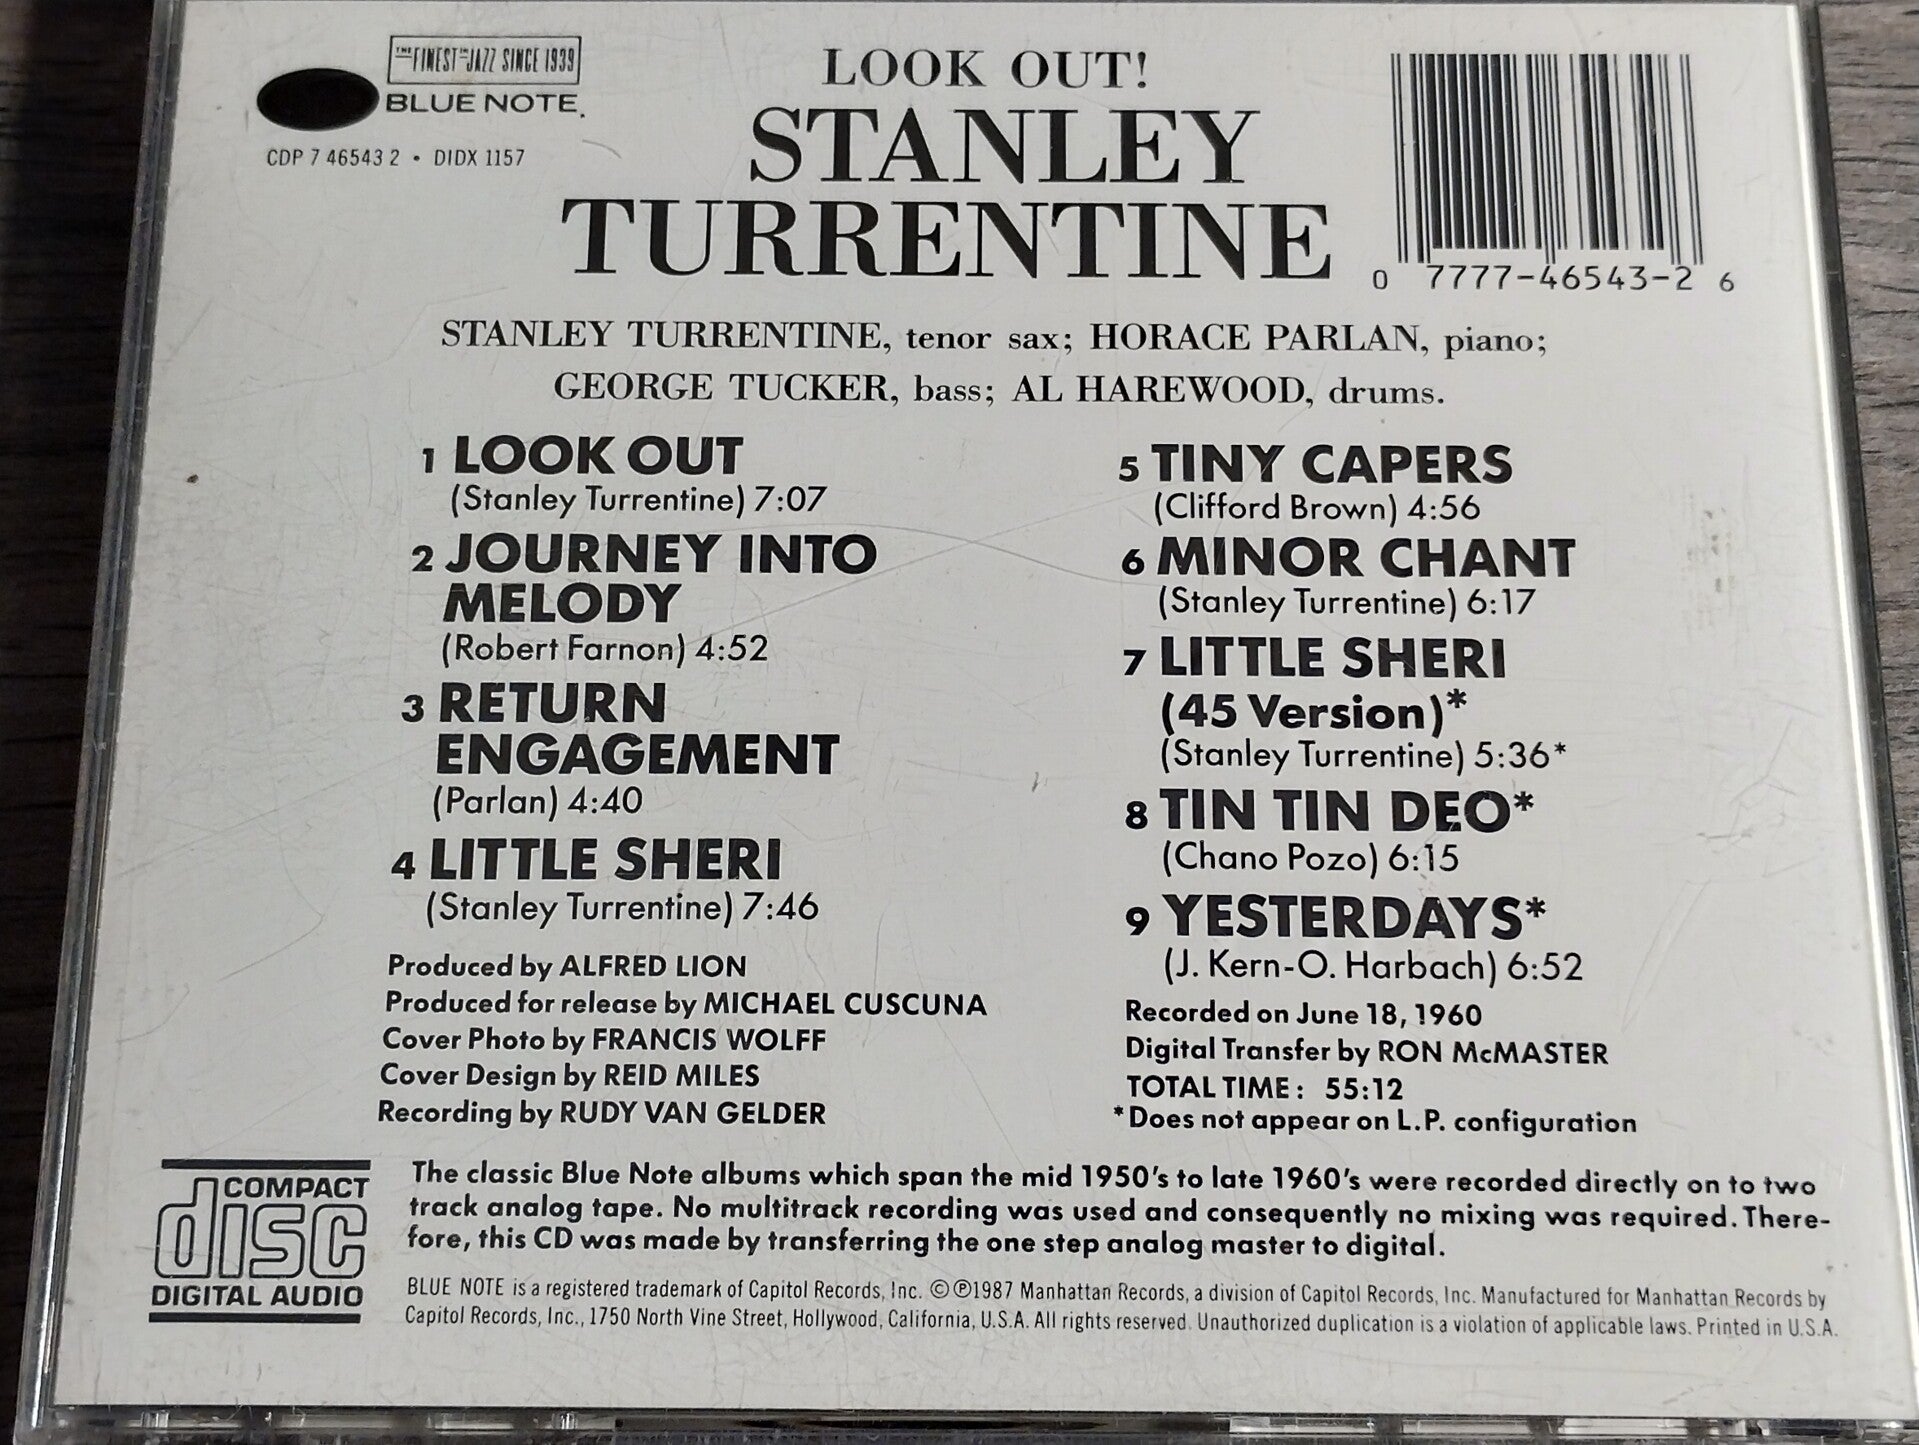 THE FINEST IN JAZZ SINCE 1939
BLUE NOTE.
CDP 7 46543 2 • DIDX 1157
LOOK OUT!
STANLEY
TURRENTINE
0 7777-46543-2 6
STANLEY TURRENTINE, tenor sax; HORACE PARLAN, piano;
GEORGE TUCKER, bass; AL HAREWOOD, drums.
1 LOOK OUT
(Stanley Turrentine) 7:07
2 JOURNEY INTO
MELODY
(Robert Farnon) 4:52
3 RETURN
ENGAGEMENT
(Parlan) 4:40
4 LITTLE SHERI
(Stanley Turrentine) 7:46
5 TINY CAPERS
(Clifford Brown) 4:56
6 MINOR CHANT
(Stanley Turrentine) 6:17
7 LITTLE SHERI
(45 Version)*
(Stanley Turrentine) 5:36*
8 TIN TIN DEO*
(Chano Pozo) 6:15
9 YESTERDAYS*
(J. Kern-O. Harbach) 6:52
Produced by ALFRED LION
Produced for release by MICHAEL CUSCUNA
Cover Photo by FRANCIS WOLFF
Cover Design by REID MILES
Recording by RUDY VAN GELDER
Recorded on June 18, 1960
Digital Transfer by RON McMASTER
TOTAL TIME: 55:12
*Does not appear on L.P. configuration
COMPACT
disc
DIGITAL AUDIO
The classic Blue Note albums which span the mid 1950's to late 1960's were recorded directly on to two
track analog tape. No multitrack recording was used and consequently no mixing was required. There-
fore, this CD was made by transferring the one step analog master to digital.
BLUE NOTE is a registered trademark of Capitol Records, Inc. ©℗1987 Manhattan Records, a division of Capitol Records, Inc. Manufactured for Manhattan Records by
Capitol Records, Inc., 1750 North Vine Street, Hollywood, California, U.S.A. All rights reserved. Unauthorized duplication is a violation of applicable laws. Printed in U.S.A.